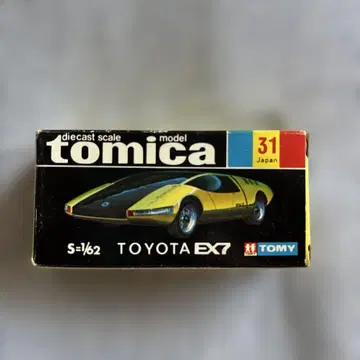 diecast scale model
tomica
31
Japan
S=1/62 TOYOTA EX7
TOMY